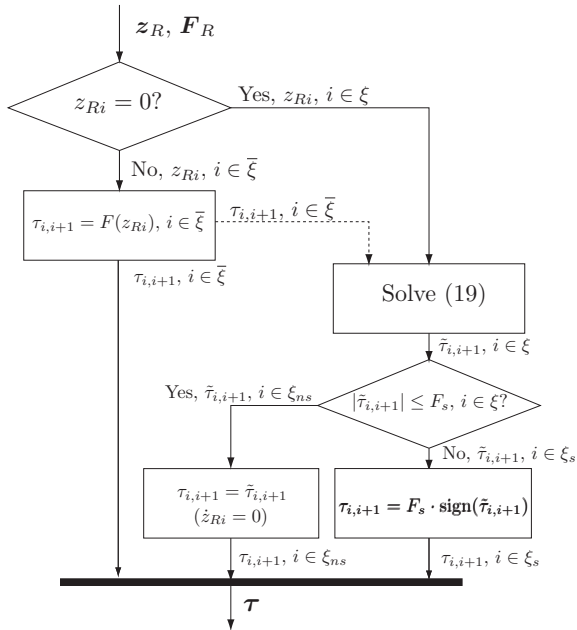 z_R, F_R
z_{Ri} = 0?
Yes, z_{Ri}, i ∈ ξ
No, z_{Ri}, i ∈ ξ̅
τ_{i,i+1} = F(z_{Ri}), i ∈ ξ̅
τ_{i,i+1}, i ∈ ξ̅
τ_{i,i+1}, i ∈ ξ̅
Solve (19)
τ̃_{i,i+1}, i ∈ ξ
|τ̃_{i,i+1}| ≤ F_s, i ∈ ξ?
Yes, τ̃_{i,i+1}, i ∈ ξ_{ns}
No, τ̃_{i,i+1}, i ∈ ξ_s
τ_{i,i+1} = τ̃_{i,i+1}
(ż_{Ri} = 0)
τ_{i,i+1} = F_s · sign(τ̃_{i,i+1})
τ_{i,i+1}, i ∈ ξ_{ns}
τ_{i,i+1}, i ∈ ξ_s
τ